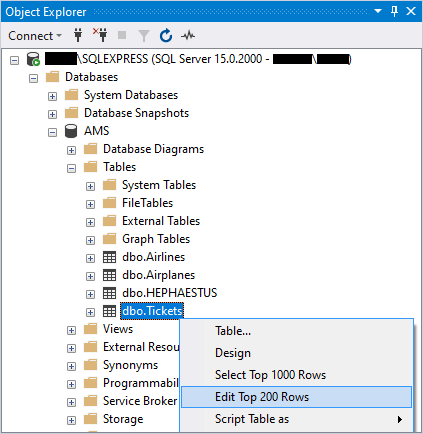 Object Explorer
Connect
\SQLEXPRESS (SQL Server 15.0.2000 - \ )
Databases
System Databases
Database Snapshots
AMS
Database Diagrams
Tables
System Tables
FileTables
External Tables
Graph Tables
dbo.Airlines
dbo.Airplanes
dbo.HEPHAESTUS
dbo.Tickets
Views
External Resou
Synonyms
Programmabil
Service Broker
Storage
Table...
Design
Select Top 1000 Rows
Edit Top 200 Rows
Script Table as